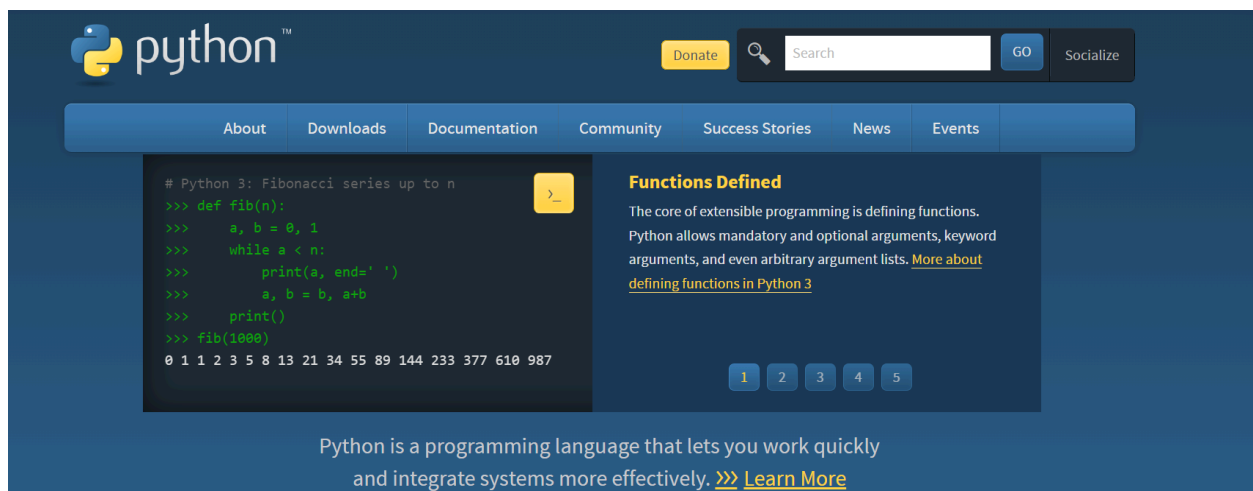 python™
Donate
Search
GO
Socialize
About Downloads Documentation Community Success Stories News Events
# Python 3: Fibonacci series up to n
>>> def fib(n):
>>>     a, b = 0, 1
>>>     while a < n:
>>>         print(a, end=' ')
>>>         a, b = b, a+b
>>>     print()
>>> fib(1000)
0 1 1 2 3 5 8 13 21 34 55 89 144 233 377 610 987
>_
Functions Defined
The core of extensible programming is defining functions.
Python allows mandatory and optional arguments, keyword
arguments, and even arbitrary argument lists. More about
defining functions in Python 3
1 2 3 4 5
Python is a programming language that lets you work quickly
and integrate systems more effectively. >>> Learn More